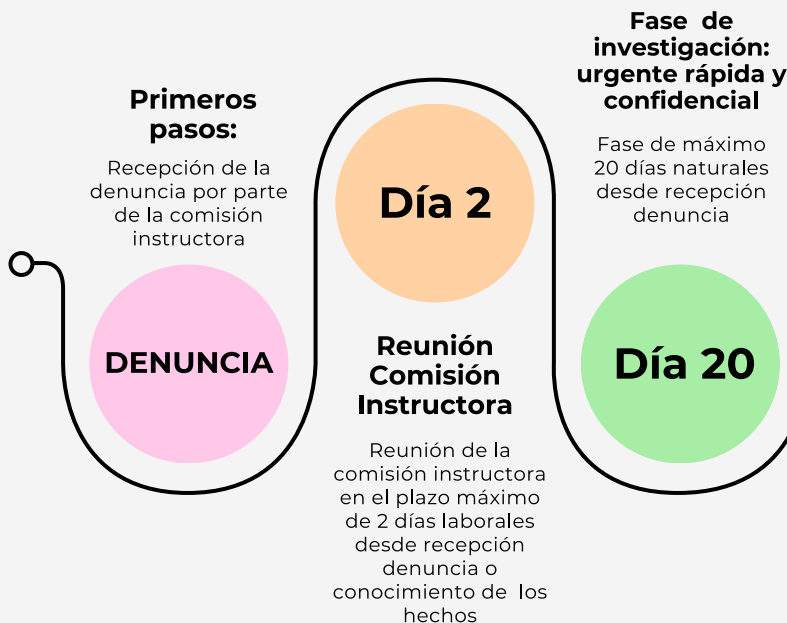 Primeros
pasos:
Recepción de la
denuncia por parte
de la comisión
instructora
DENUNCIA
Día 2
Reunión
Comisión
Instructora
Reunión de la
comisión instructora
en el plazo máximo
de 2 días laborales
desde recepción
denuncia o
conocimiento de los
hechos
Fase de
investigación:
urgente rápida y
confidencial
Fase de máximo
20 días naturales
desde recepción
denuncia
Día 20